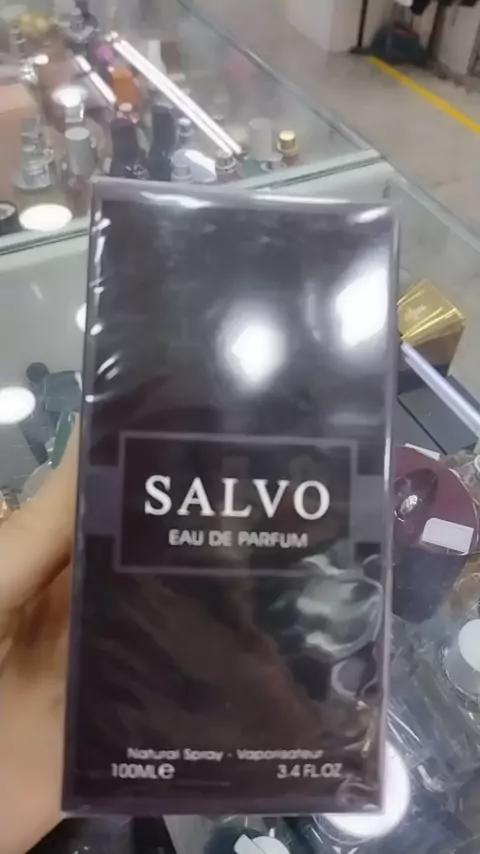 SALVO
EAU DE PARFUM
Natural Spray - Vaporisateur
100ML℮ 3.4 FL.OZ